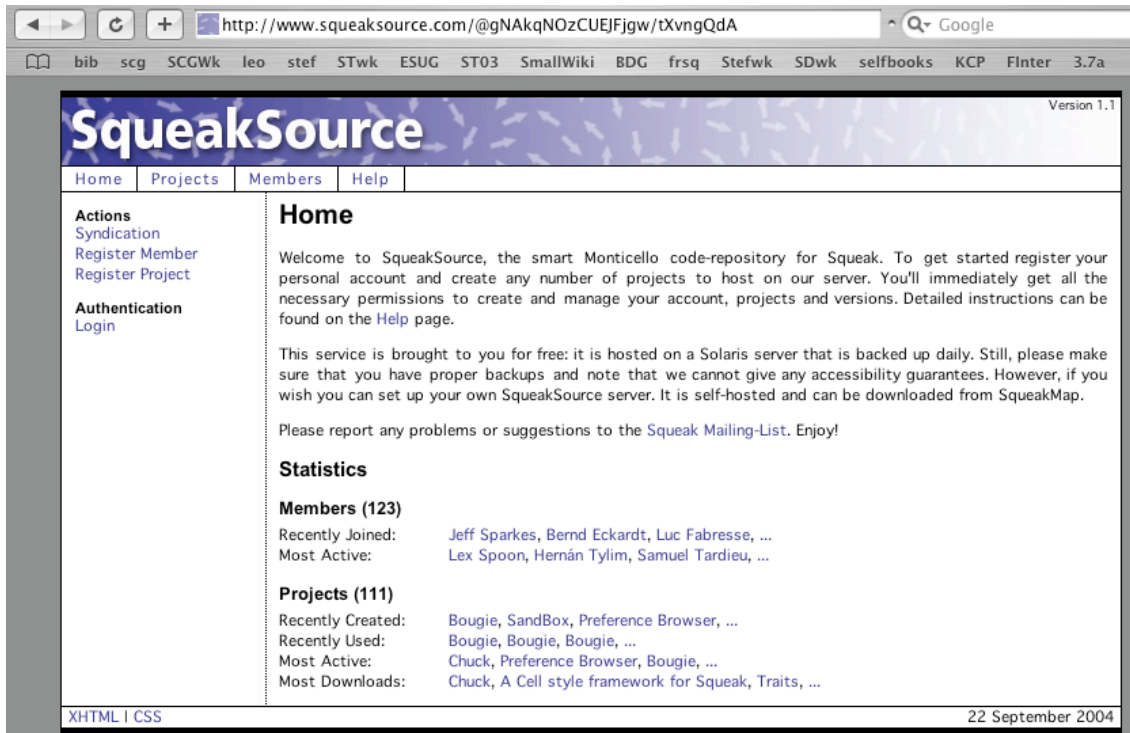 http://www.squeaksource.com/@gNAkqNOzCUEJFjgw/tXvngQdA
Google
bib scg SCGWk leo stef STwk ESUG ST03 SmallWiki BDG frsq Stefwk SDwk selfbooks KCP FInter 3.7a
Version 1.1
SqueakSource
Home Projects Members Help
Actions
Syndication
Register Member
Register Project
Authentication
Login
Home
Welcome to SqueakSource, the smart Monticello code-repository for Squeak. To get started register your
personal account and create any number of projects to host on our server. You'll immediately get all the
necessary permissions to create and manage your account, projects and versions. Detailed instructions can be
found on the Help page.
This service is brought to you for free: it is hosted on a Solaris server that is backed up daily. Still, please make
sure that you have proper backups and note that we cannot give any accessibility guarantees. However, if you
wish you can set up your own SqueakSource server. It is self-hosted and can be downloaded from SqueakMap.
Please report any problems or suggestions to the Squeak Mailing-List. Enjoy!
Statistics
Members (123)
Recently Joined: Jeff Sparkes, Bernd Eckardt, Luc Fabresse, ...
Most Active: Lex Spoon, Hernán Tylim, Samuel Tardieu, ...
Projects (111)
Recently Created: Bougie, SandBox, Preference Browser, ...
Recently Used: Bougie, Bougie, Bougie, ...
Most Active: Chuck, Preference Browser, Bougie, ...
Most Downloads: Chuck, A Cell style framework for Squeak, Traits, ...
XHTML | CSS
22 September 2004